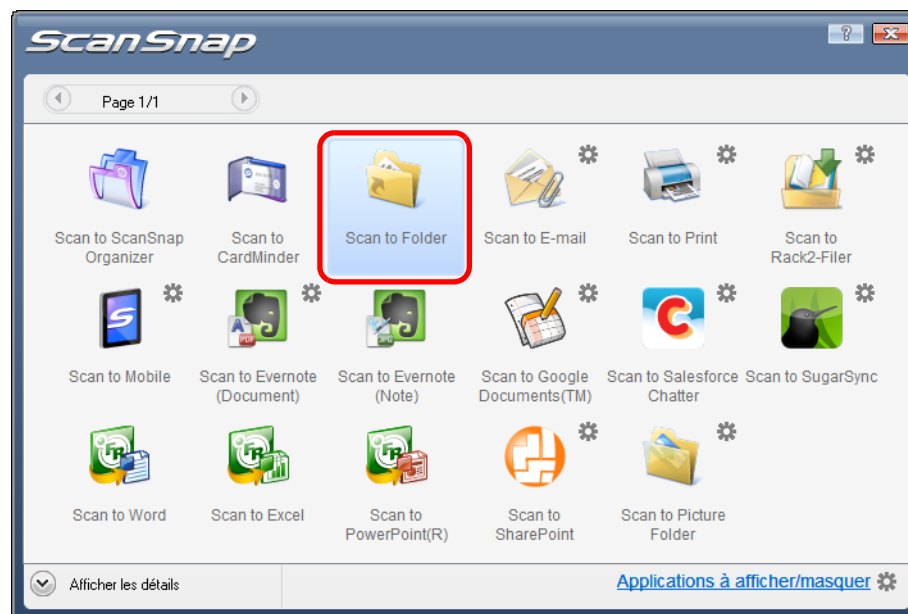 ScanSnap
?
Page 1/1
Scan to ScanSnap
Organizer
Scan to
CardMinder
Scan to Folder
Scan to E-mail
Scan to Print
Scan to
Rack2-Filer
Scan to Mobile
Scan to Evernote
(Document)
Scan to Evernote
(Note)
Scan to Google
Documents(TM)
Scan to Salesforce
Chatter
Scan to SugarSync
Scan to Word
Scan to Excel
Scan to
PowerPoint(R)
Scan to
SharePoint
Scan to Picture
Folder
Afficher les détails
Applications à afficher/masquer